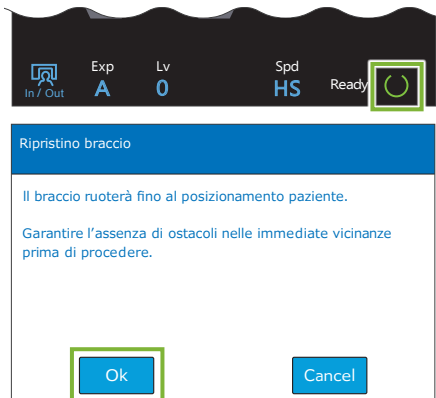 Exp Lv Spd
In / Out A 0 HS Ready
Ripristino braccio
Il braccio ruoterà fino al posizionamento paziente.
Garantire l'assenza di ostacoli nelle immediate vicinanze
prima di procedere.
Ok Cancel